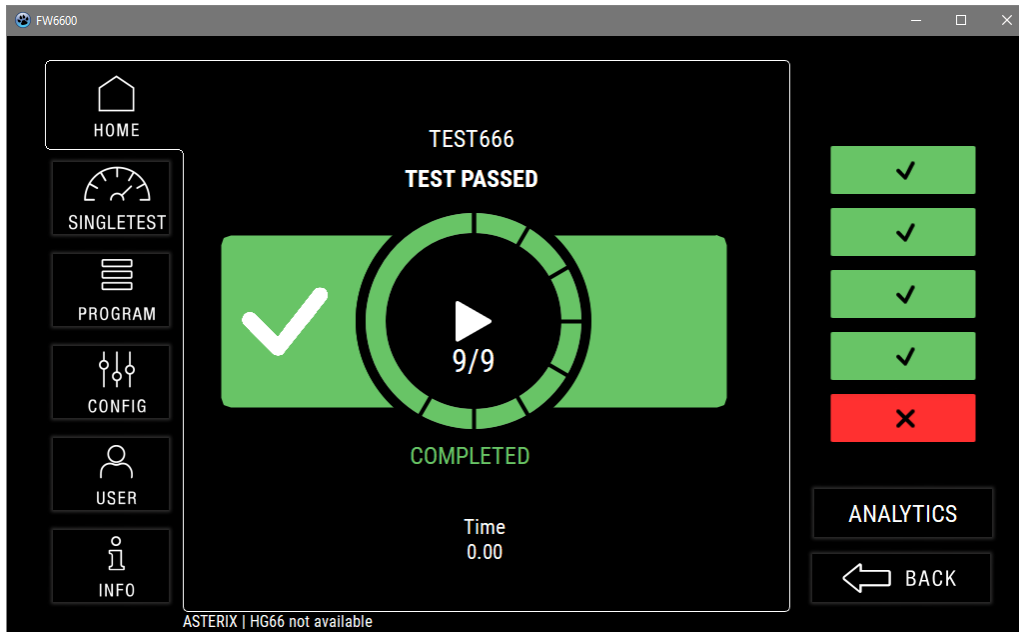 FW6600
HOME
SINGLETEST
PROGRAM
CONFIG
USER
INFO
TEST666
TEST PASSED
9/9
COMPLETED
Time
0.00
ANALYTICS
BACK
ASTERIX | HG66 not available